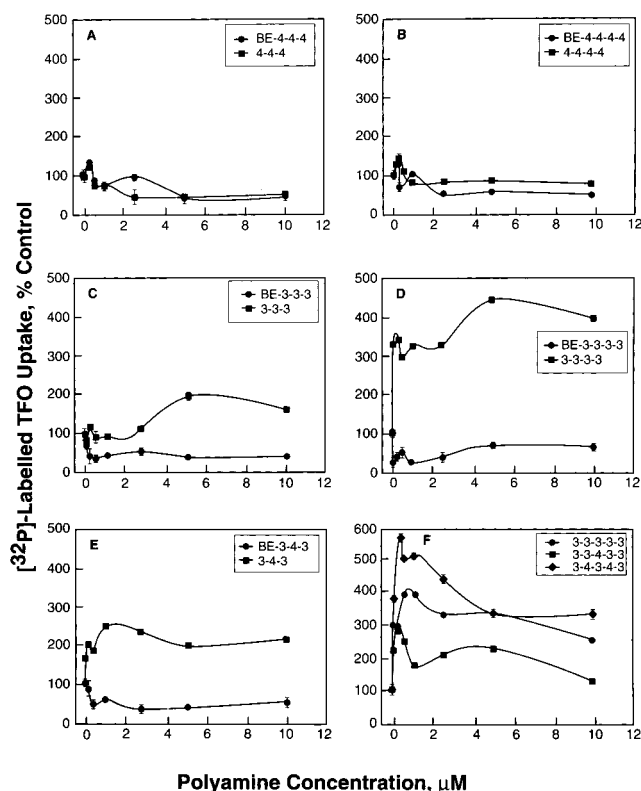 [32P]-Labelled TFO Uptake, % Control
A
BE-4-4-4
4-4-4
500
400
300
200
100
0
0 2 4 6 8 10 12
B
BE-4-4-4-4
4-4-4-4
500
400
300
200
100
0
0 2 4 6 8 10 12
C
BE-3-3-3
3-3-3
500
400
300
200
100
0
0 2 4 6 8 10 12
D
BE-3-3-3-3
3-3-3-3
500
400
300
200
100
0
0 2 4 6 8 10 12
E
BE-3-4-3
3-4-3
500
400
300
200
100
0
0 2 4 6 8 10 12
F
3-3-3-3-3
3-3-4-3-3
3-4-3-4-3
600
500
400
300
200
100
0
0 2 4 6 8 10 12
Polyamine Concentration, μM